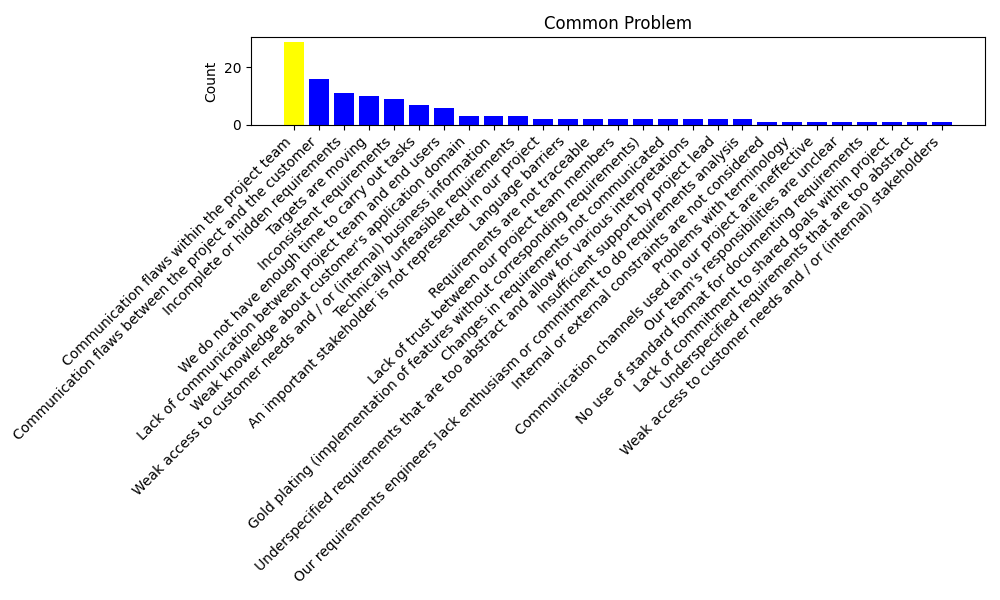 Common Problem
Count
20
0
Communication flaws within the project team
Communication flaws between the project and the customer
Incomplete or hidden requirements
Targets are moving
Inconsistent requirements
We do not have enough time to carry out tasks
Lack of communication between project team and end users
Weak knowledge about customer's application domain
Weak access to customer needs and / or (internal) business information
Technically unfeasible requirements
An important stakeholder is not represented in our project
Language barriers
Requirements are not traceable
Lack of trust between our project team members
Gold plating (implementation of features without corresponding requirements)
Changes in requirements not communicated
Underspecified requirements that are too abstract and allow for various interpretations
Insufficient support by project lead
Our requirements engineers lack enthusiasm or commitment to do requirements analysis
Internal or external constraints are not considered
Problems with terminology
Communication channels used in our project are ineffective
Our team's responsibilities are unclear
No use of standard format for documenting requirements
Lack of commitment to shared goals within project
Underspecified requirements that are too abstract
Weak access to customer needs and / or (internal) stakeholders